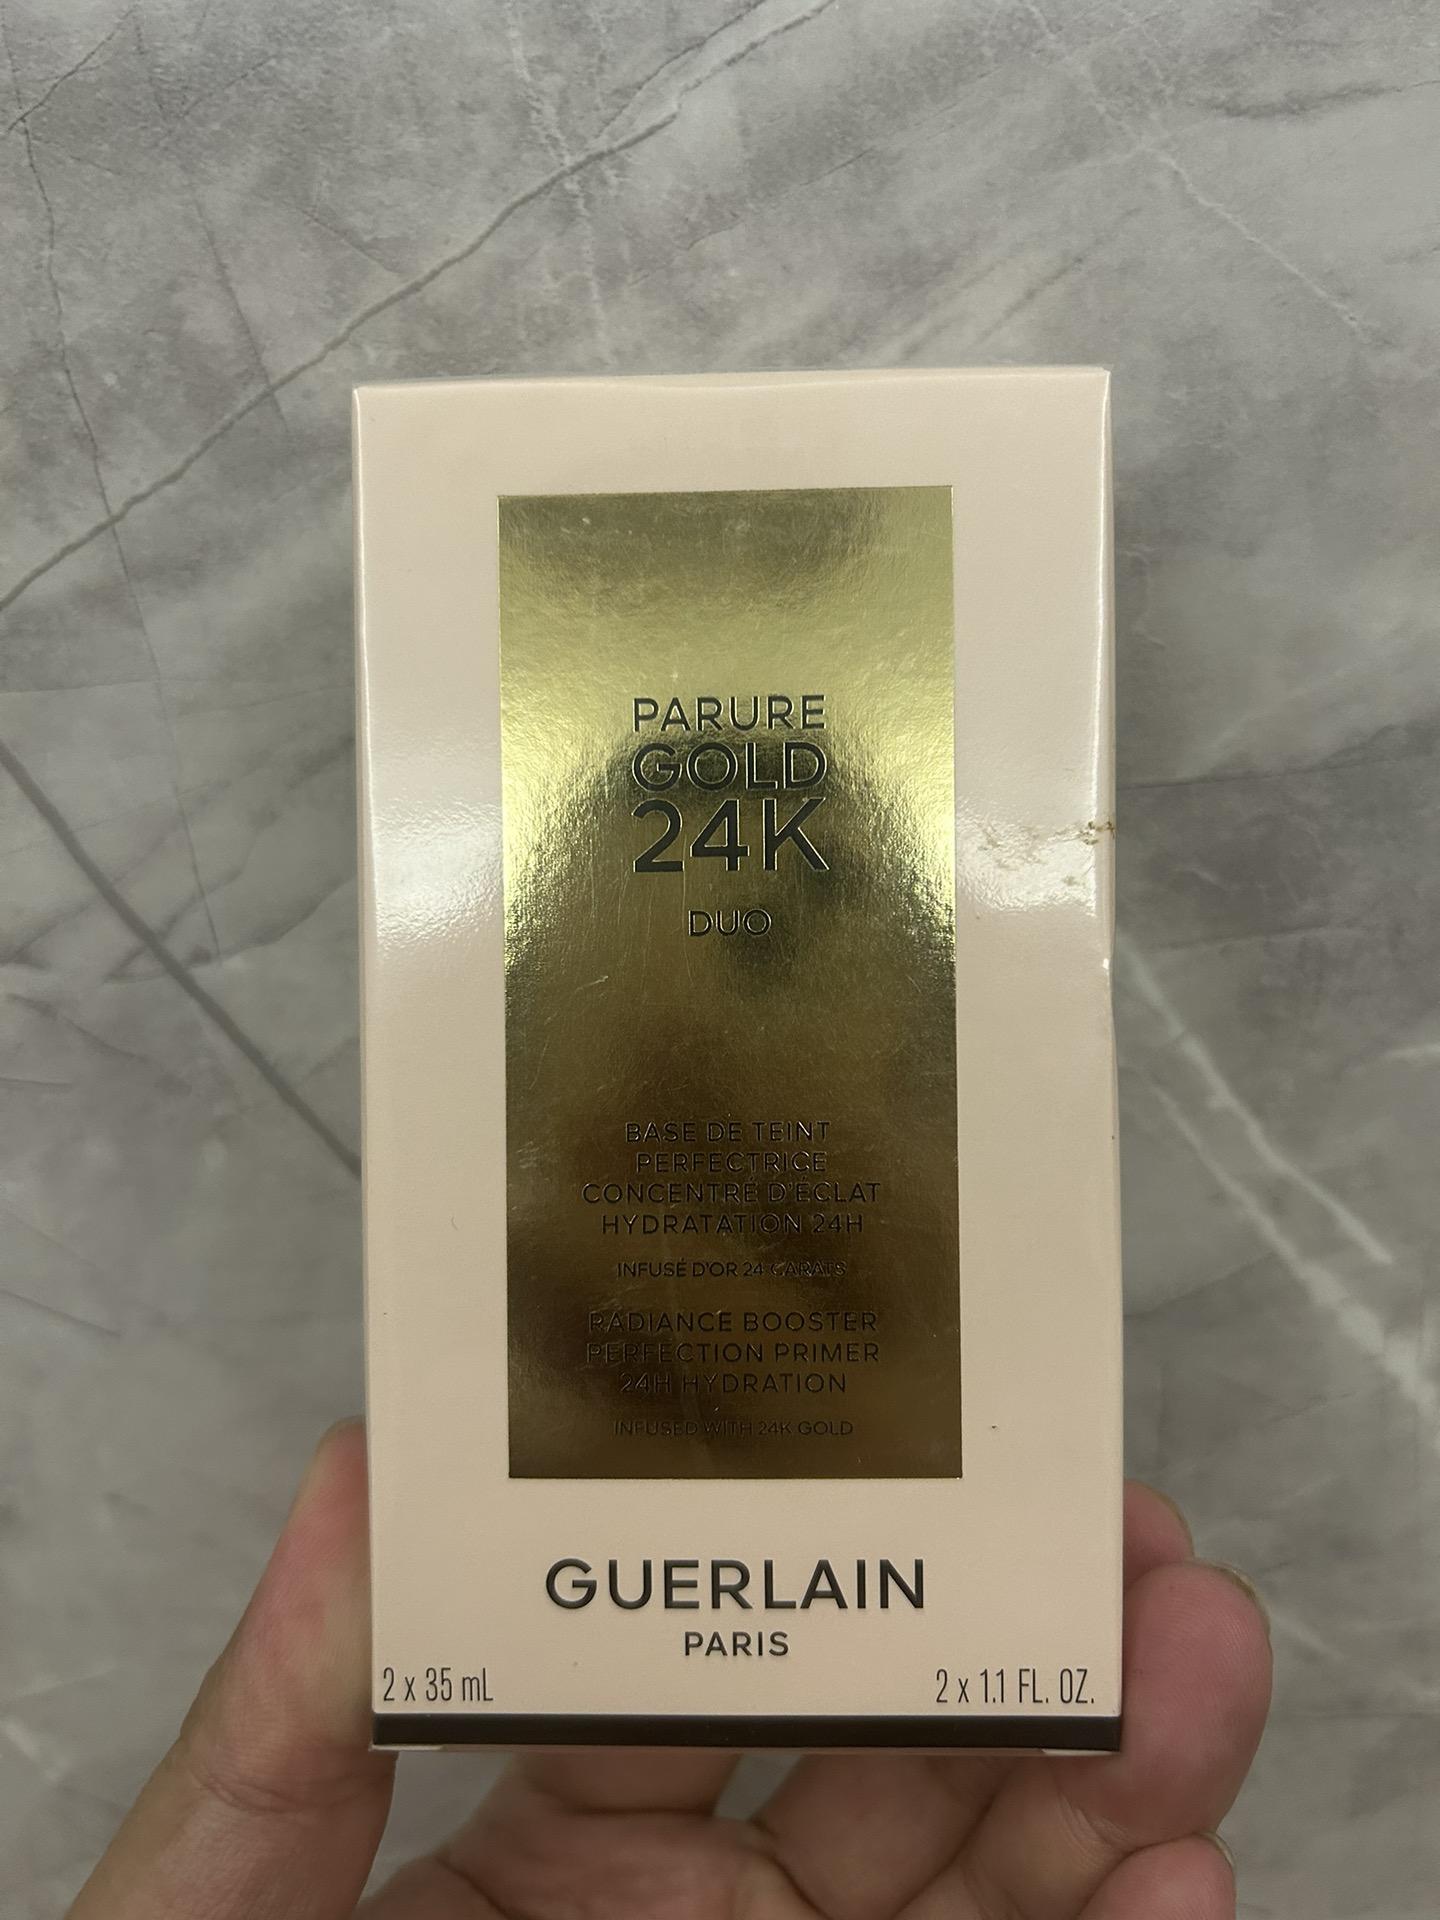 PARURE
GOLD
24K
DUO
BASE DE TEINT
PERFECTRICE
CONCENTRÉ D'ÉCLAT
HYDRATATION 24H
INFUSÉ D'OR 24 CARATS
RADIANCE BOOSTER
PERFECTION PRIMER
24H HYDRATION
INFUSED WITH 24K GOLD
GUERLAIN
PARIS
2 x 35 mL
2 x 1.1 FL. OZ.